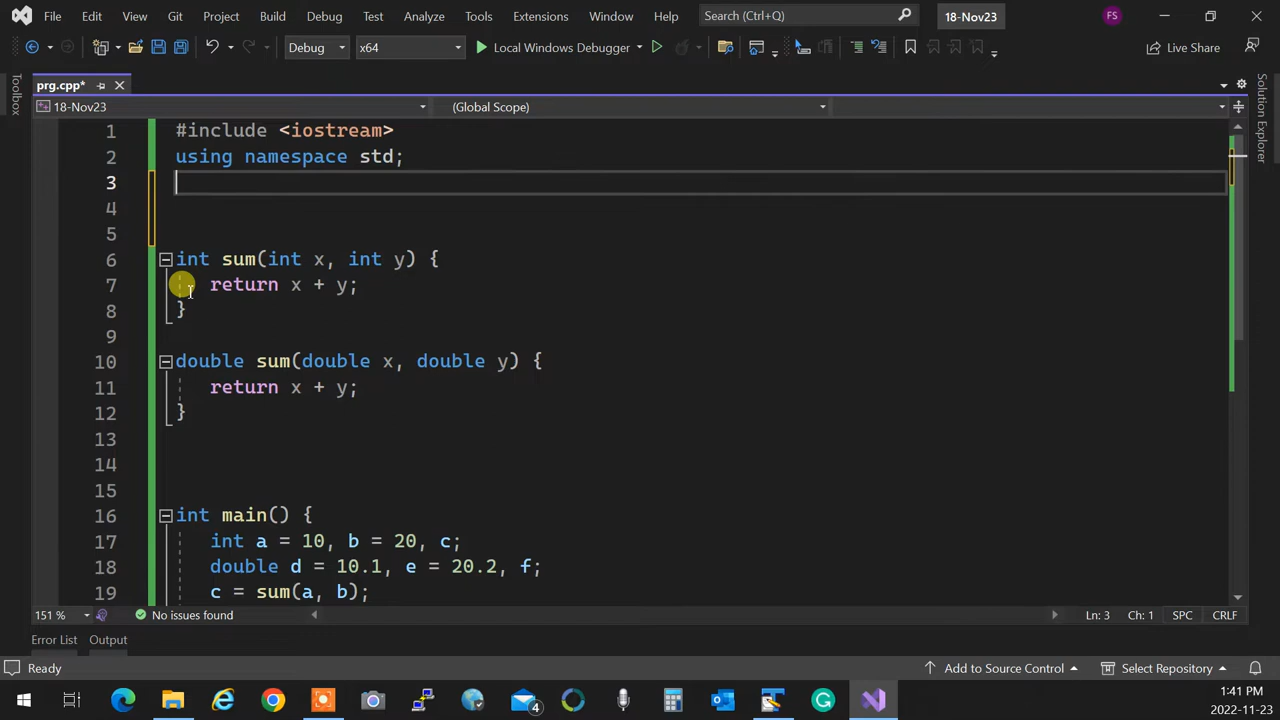 File Edit View Git Project Build Debug Test Analyze Tools Extensions Window Help Search (Ctrl+Q) 18-Nov23 FS
Debug x64 Local Windows Debugger Live Share
prg.cpp*
18-Nov23 (Global Scope)
Toolbox
Solution Explorer
1 #include <iostream>
2 using namespace std;
3
4
5
6 int sum(int x, int y) {
7 return x + y;
8 }
9
10 double sum(double x, double y) {
11 return x + y;
12 }
13
14
15
16 int main() {
17 int a = 10, b = 20, c;
18 double d = 10.1, e = 20.2, f;
19 c = sum(a, b);
151 % No issues found Ln: 3 Ch: 1 SPC CRLF
Error List Output
Ready Add to Source Control Select Repository
4
1:41 PM
2022-11-23